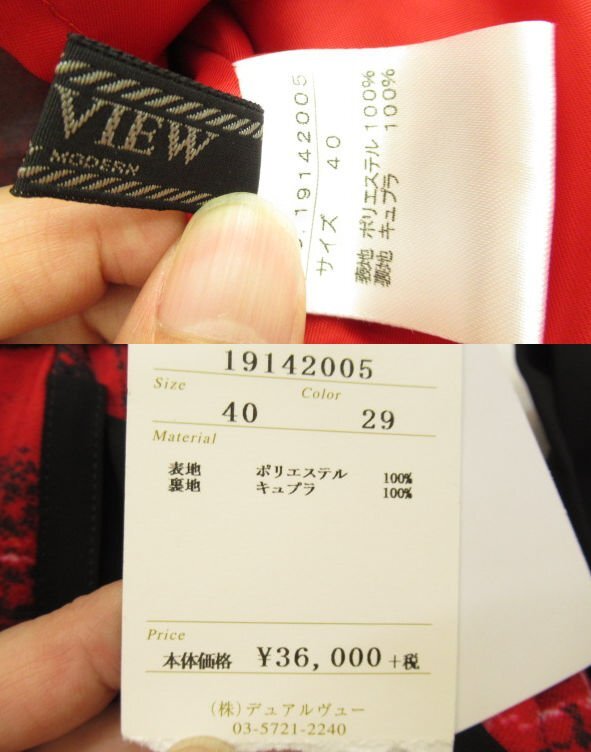 VIEW
MODERN
19142005
サイズ 40
表地 ポリエステル 100%
裏地 キュプラ 100%
19142005
Size Color
40 29
Material
表地 ポリエステル 100%
裏地 キュプラ 100%
Price
本体価格 ¥36,000 +税
(株)デュアルヴュー
03-5721-2240